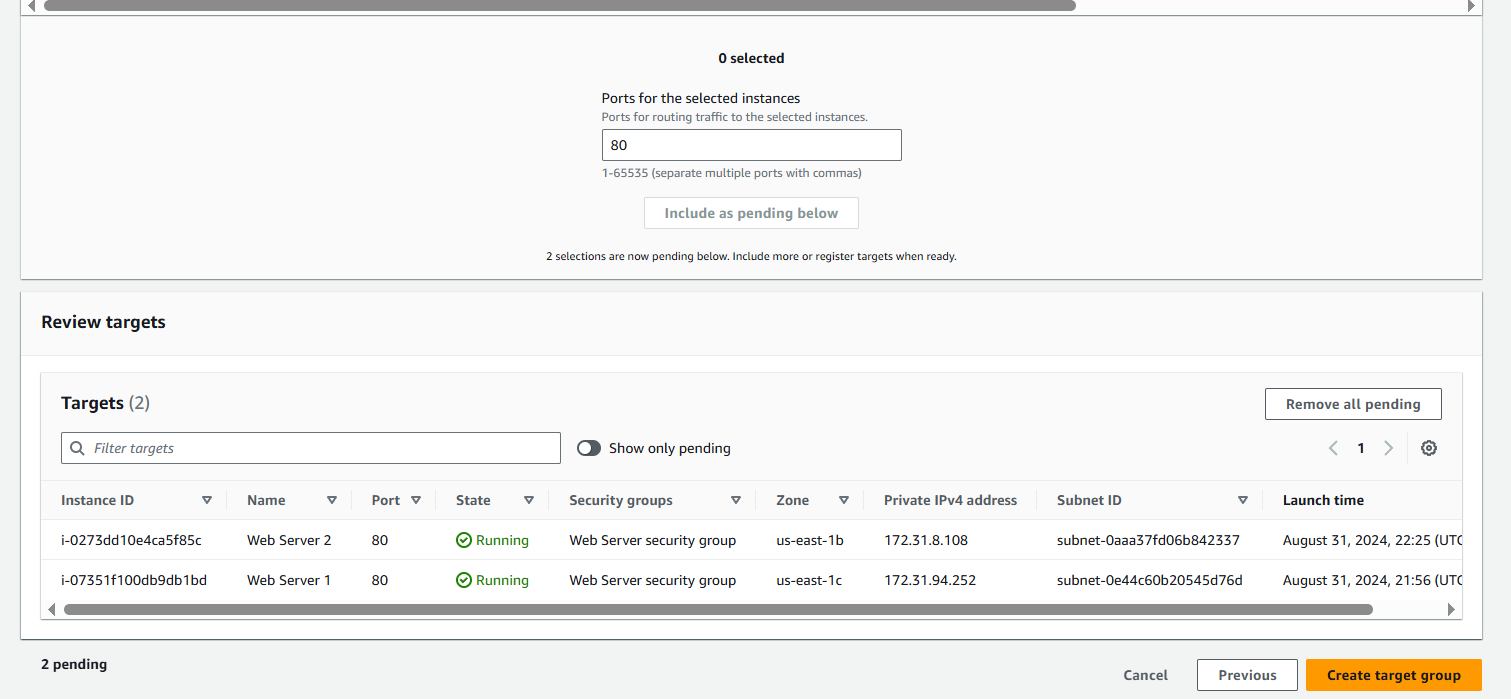 0 selected
Ports for the selected instances
Ports for routing traffic to the selected instances.
80
1-65535 (separate multiple ports with commas)
Include as pending below
2 selections are now pending below. Include more or register targets when ready.
Review targets
Targets (2)
Remove all pending
Filter targets
Show only pending
1
Instance ID Name Port State Security groups Zone Private IPv4 address Subnet ID Launch time
i-0273dd10e4ca5f85c Web Server 2 80 Running Web Server security group us-east-1b 172.31.8.108 subnet-0aaa37fd06b842337 August 31, 2024, 22:25 (UTC
i-07351f100db9db1bd Web Server 1 80 Running Web Server security group us-east-1c 172.31.94.252 subnet-0e44c60b20545d76d August 31, 2024, 21:56 (UTC
2 pending
Cancel
Previous
Create target group